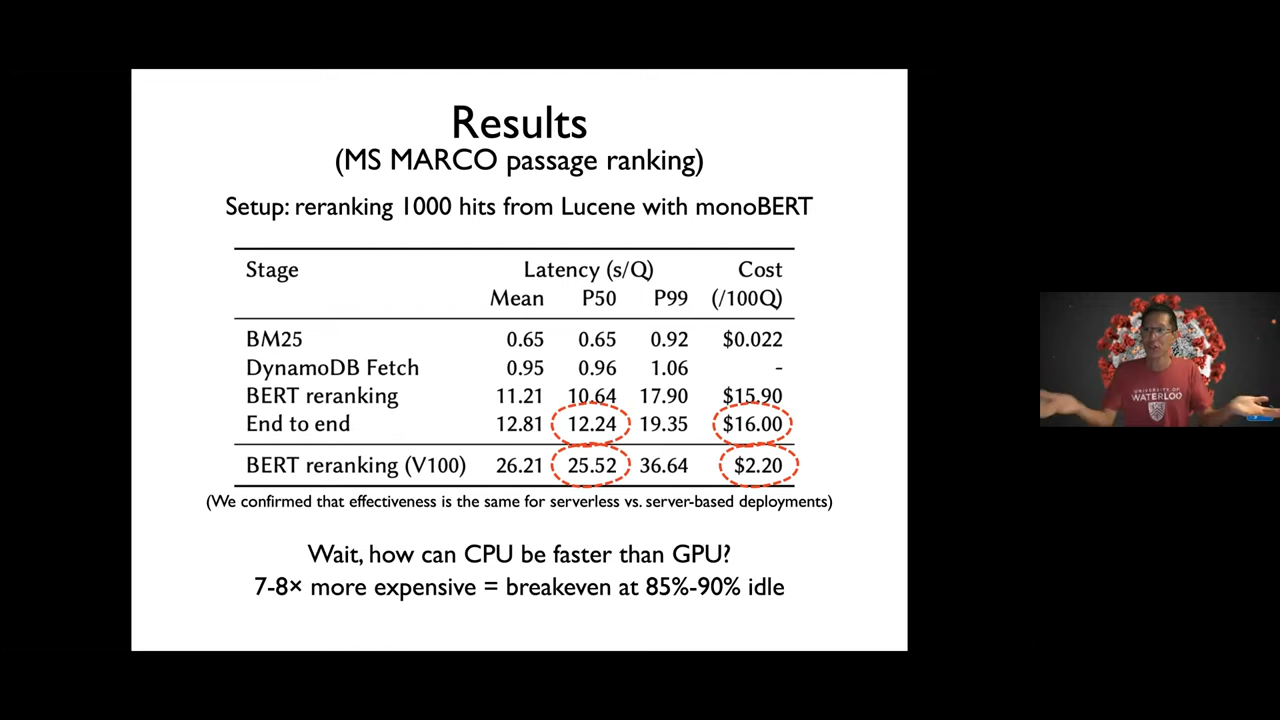 Results
(MS MARCO passage ranking)
Setup: reranking 1000 hits from Lucene with monoBERT
Stage Latency (s/Q) Cost
Mean P50 P99 (/100Q)
BM25 0.65 0.65 0.92 $0.022
DynamoDB Fetch 0.95 0.96 1.06 -
BERT reranking 11.21 10.64 17.90 $15.90
End to end 12.81 12.24 19.35 $16.00
BERT reranking (V100) 26.21 25.52 36.64 $2.20
(We confirmed that effectiveness is the same for serverless vs. server-based deployments)
Wait, how can CPU be faster than GPU?
7-8× more expensive = breakeven at 85%-90% idle
UNIVERSITY OF
WATERLOO